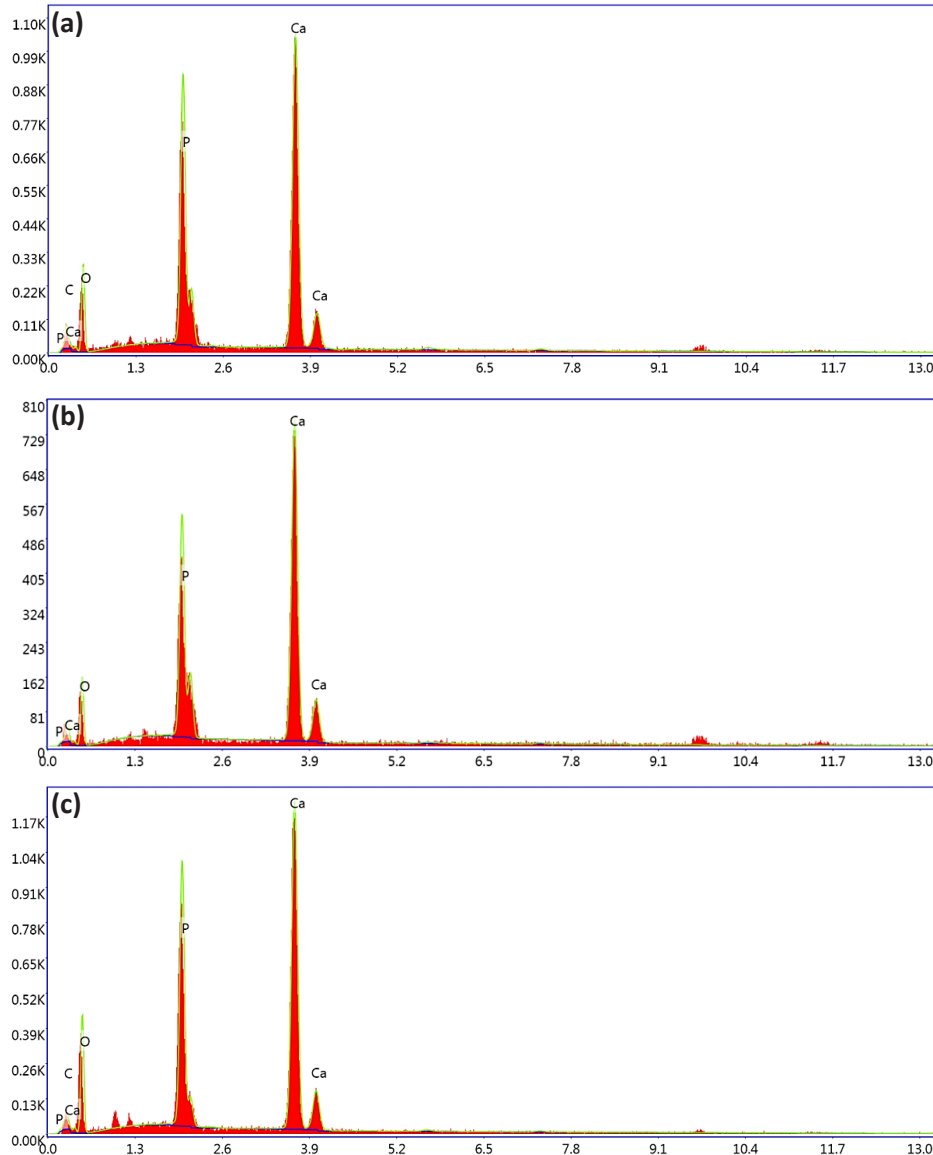 (a)
1.10K
0.99K
0.88K
0.77K
0.66K
0.55K
0.44K
0.33K
0.22K
0.11K
0.00K
Ca
P
C
O
P
Ca
Ca
0.0 1.3 2.6 3.9 5.2 6.5 7.8 9.1 10.4 11.7 13.0
(b)
810
729
648
567
486
405
324
243
162
81
0
Ca
P
O
P
Ca
Ca
0.0 1.3 2.6 3.9 5.2 6.5 7.8 9.1 10.4 11.7 13.0
(c)
1.17K
1.04K
0.91K
0.78K
0.65K
0.52K
0.39K
0.26K
0.13K
0.00K
Ca
P
O
C
P
Ca
Ca
0.0 1.3 2.6 3.9 5.2 6.5 7.8 9.1 10.4 11.7 13.0